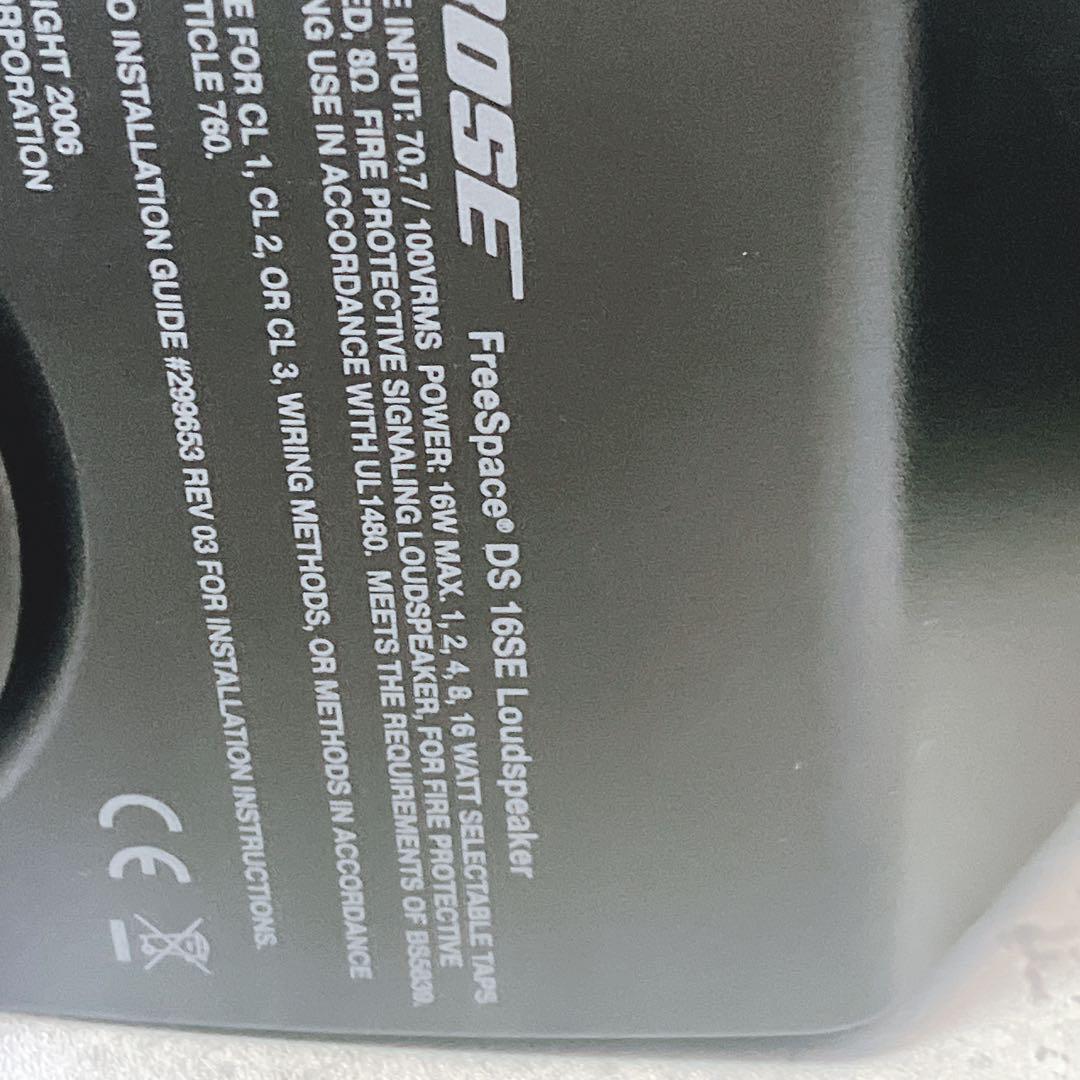 BOSE FreeSpace® DS 16SE Loudspeaker
E INPUT: 70.7 / 100VRMS POWER: 16W MAX. 1, 2, 4, 8, 16 WATT SELECTABLE TAPS
ED, 8Ω FIRE PROTECTIVE SIGNALING LOUDSPEAKER, FOR FIRE PROTECTIVE
NG USE IN ACCORDANCE WITH UL1480. MEETS THE REQUIREMENTS OF BS5839.
E FOR CL 1, CL 2, OR CL 3, WIRING METHODS, OR METHODS IN ACCORDANCE
TICLE 760.
O INSTALLATION GUIDE #299653 REV 03 FOR INSTALLATION INSTRUCTIONS.
IGHT 2006
RPORATION
CE